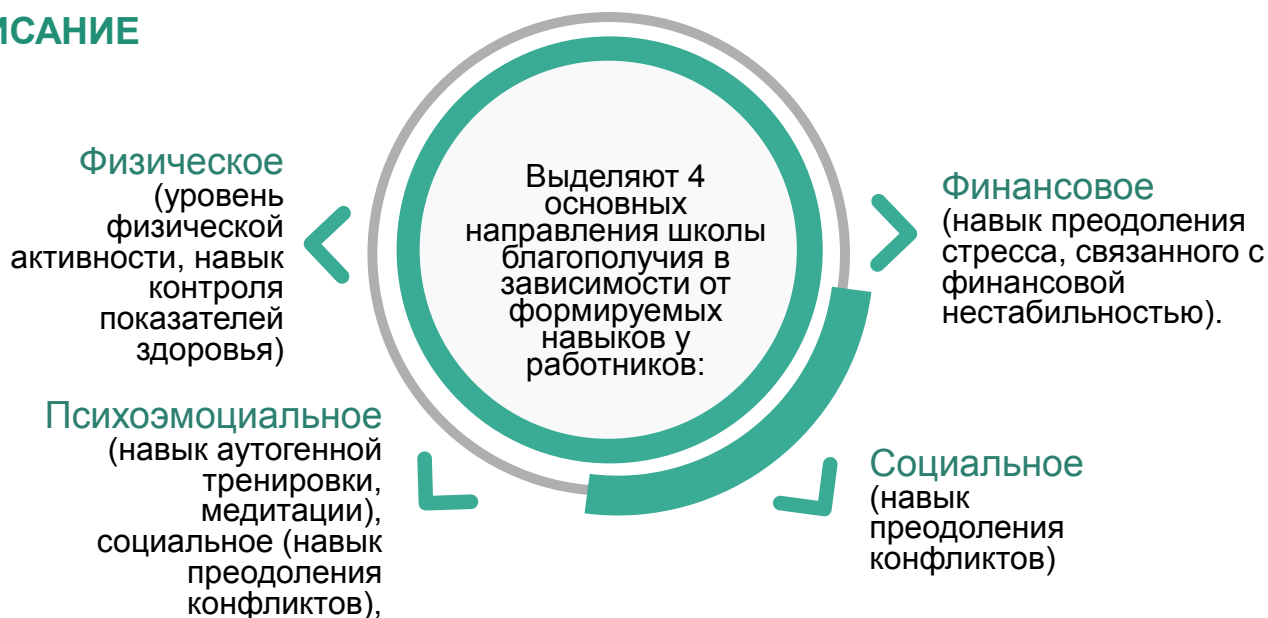 ИСАНИЕ
Физическое
(уровень
физической
активности, навык
контроля
показателей
здоровья)
Психоэмоциальное
(навык аутогенной
тренировки,
медитации),
социальное (навык
преодоления
конфликтов),
Выделяют 4
основных
направления школы
благополучия в
зависимости от
формируемых
навыков у
работников:
Финансовое
(навык преодоления
стресса, связанного с
финансовой
нестабильностью).
Социальное
(навык
преодоления
конфликтов)